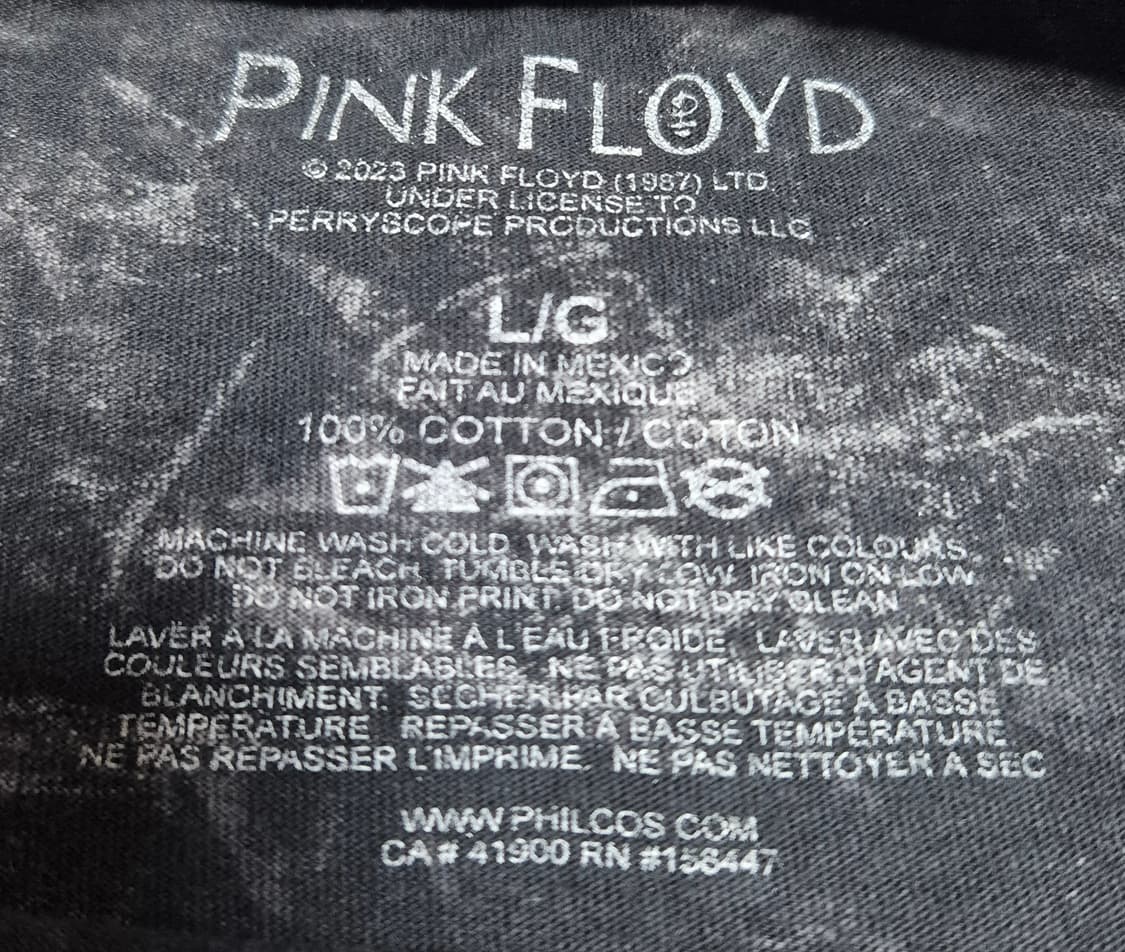 PINK FLOYD
© 2023 PINK FLOYD (1987) LTD.
UNDER LICENSE TO
PERRYSCOPE PRODUCTIONS LLC
L/G
MADE IN MEXICO
FAIT AU MEXIQUE
100% COTTON / COTON
MACHINE WASH COLD. WASH WITH LIKE COLOURS.
DO NOT BLEACH. TUMBLE DRY LOW. IRON ON LOW.
DO NOT IRON PRINT. DO NOT DRY CLEAN
LAVER A LA MACHINE À L'EAU FROIDE. LAVER AVEC DES
COULEURS SEMBLABLES. NE PAS UTILISER D'AGENT DE
BLANCHIMENT. SÉCHER PAR CULBUTAGE À BASSE
TEMPERATURE. REPASSER À BASSE TEMPÉRATURE.
NE PAS REPASSER L'IMPRIME. NE PAS NETTOYER A SEC
WWW.PHILCOS.COM
CA# 41900 RN #158447